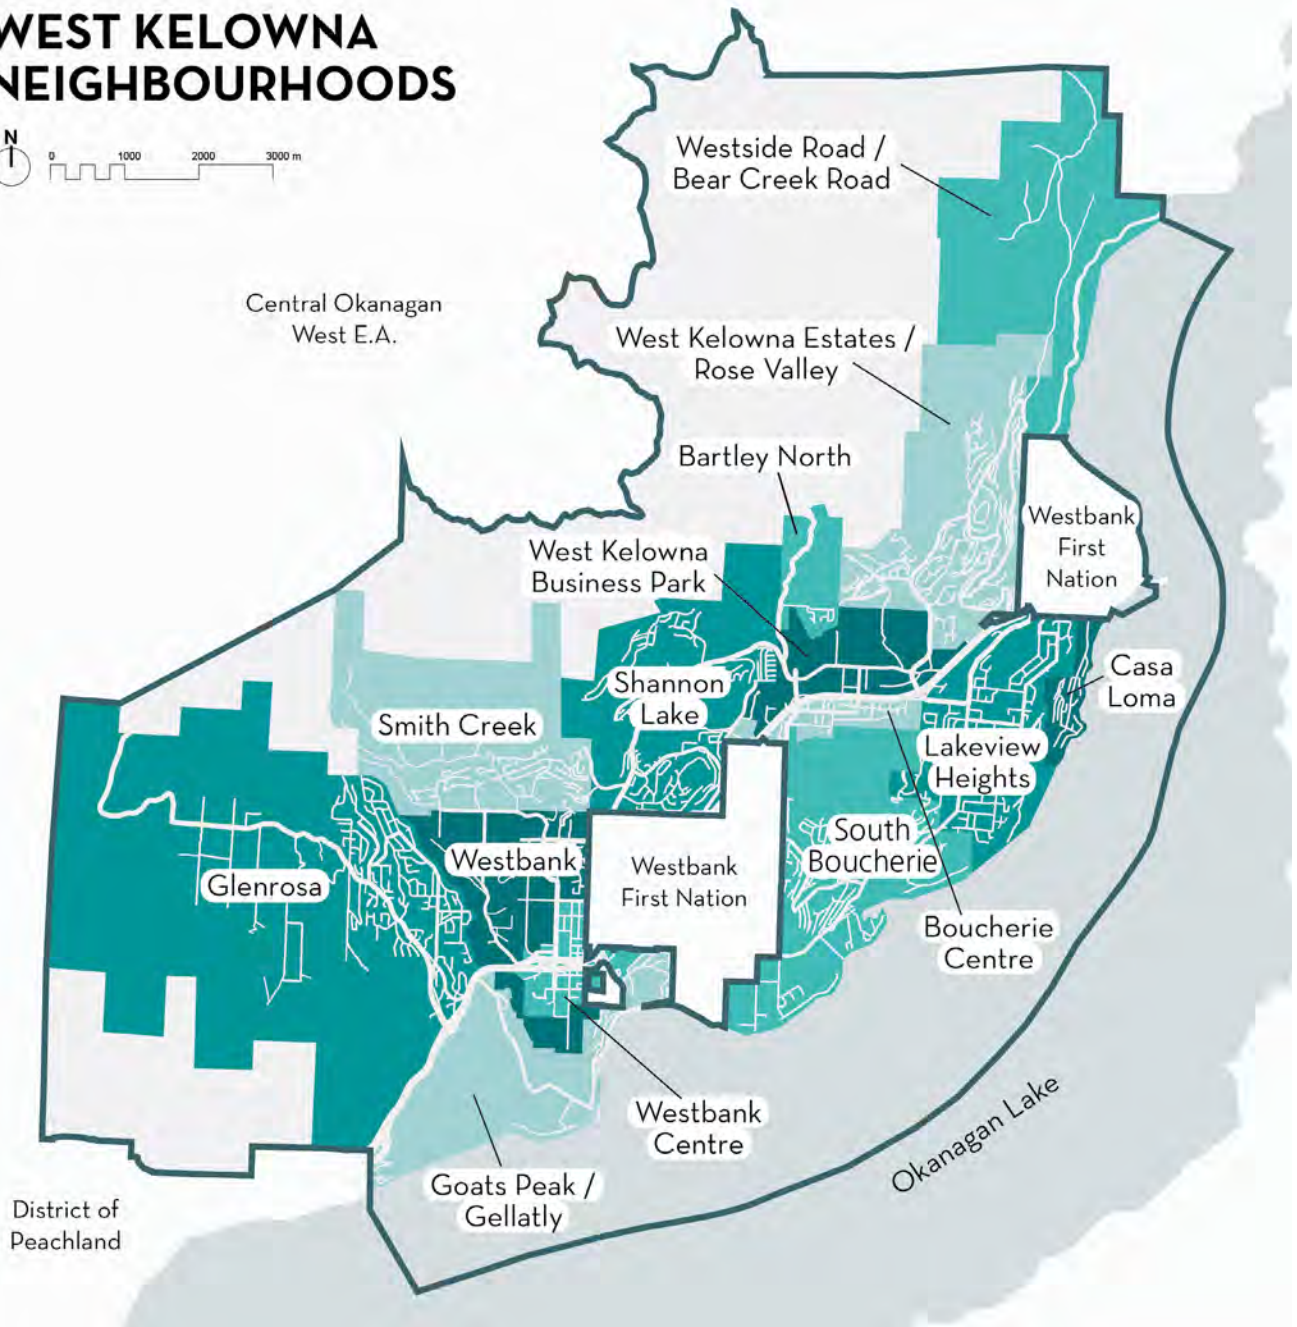 WEST KELOWNA
NEIGHBOURHOODS
N
0 1000 2000 3000 m
Westside Road /
Bear Creek Road
Central Okanagan
West E.A.
West Kelowna Estates /
Rose Valley
Bartley North
Westbank
First
Nation
West Kelowna
Business Park
Casa
Loma
Shannon
Lake
Smith Creek
Lakeview
Heights
South
Boucherie
Westbank
Westbank
First Nation
Glenrosa
Boucherie
Centre
Westbank
Centre
Okanagan Lake
Goats Peak /
Gellatly
District of
Peachland